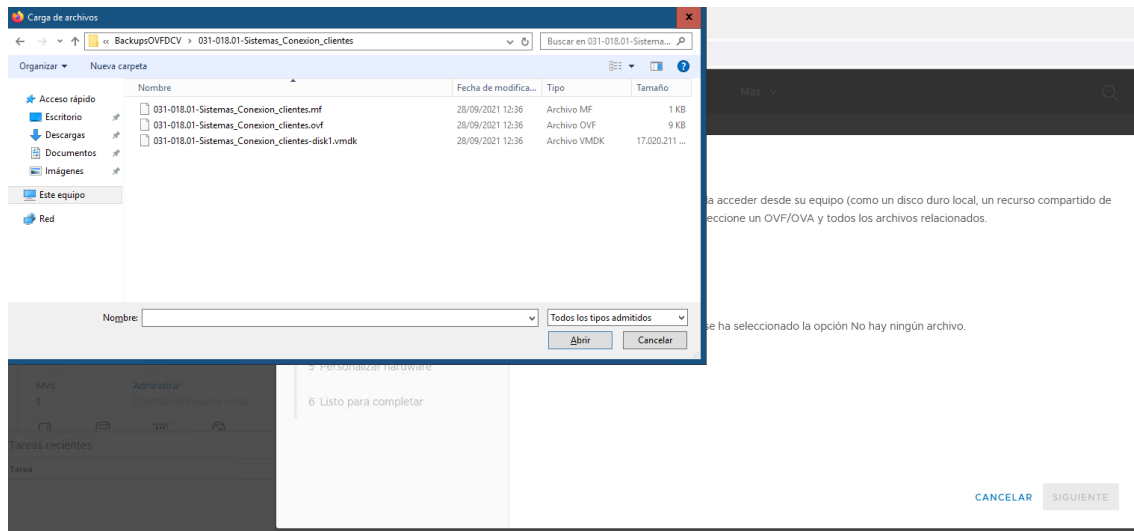 Carga de archivos
« BackupsOVFDCV > 031-018.01-Sistemas_Conexion_clientes
Buscar en 031-018.01-Sistema...
Organizar
Nueva carpeta
Nombre
Fecha de modifica...
Tipo
Tamaño
Acceso rápido
Escritorio
Descargas
Documentos
Imágenes
Este equipo
Red
031-018.01-Sistemas_Conexion_clientes.mf 28/09/2021 12:36 Archivo MF 1 KB
031-018.01-Sistemas_Conexion_clientes.ovf 28/09/2021 12:36 Archivo OVF 9 KB
031-018.01-Sistemas_Conexion_clientes-disk1.vmdk 28/09/2021 12:36 Archivo VMDK 17.020.211 ...
Nombre:
Todos los tipos admitidos
Abrir
Cancelar
Más
la acceder desde su equipo (como un disco duro local, un recurso compartido de
eccione un OVF/OVA y todos los archivos relacionados.
se ha seleccionado la opción No hay ningún archivo.
5 Personalizar hardware
6 Listo para completar
MVs
1
Administrar
Tareas recientes
Tarea
CANCELAR
SIGUIENTE